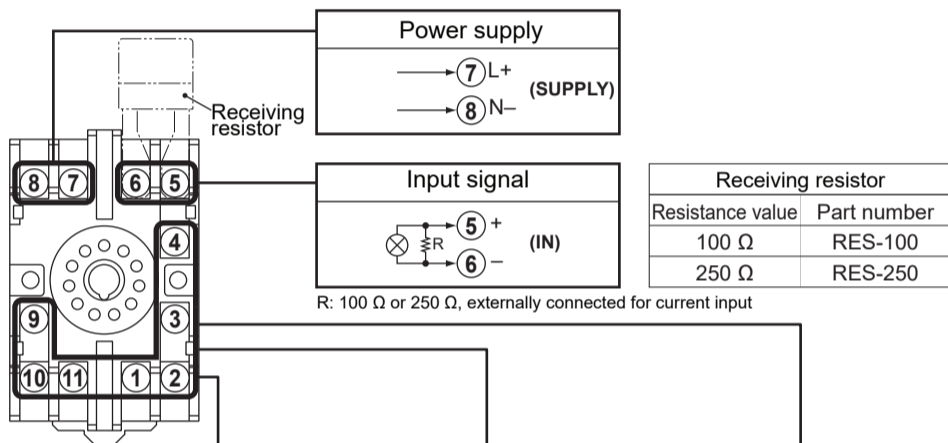 Power supply
7 L+
(SUPPLY)
8 N−
Receiving
resistor
8 7 6 5
Input signal
5 +
R
(IN)
6 −
R: 100 Ω or 250 Ω, externally connected for current input
Receiving resistor
Resistance value Part number
100 Ω RES-100
250 Ω RES-250
4
9 3
10 11 1 2